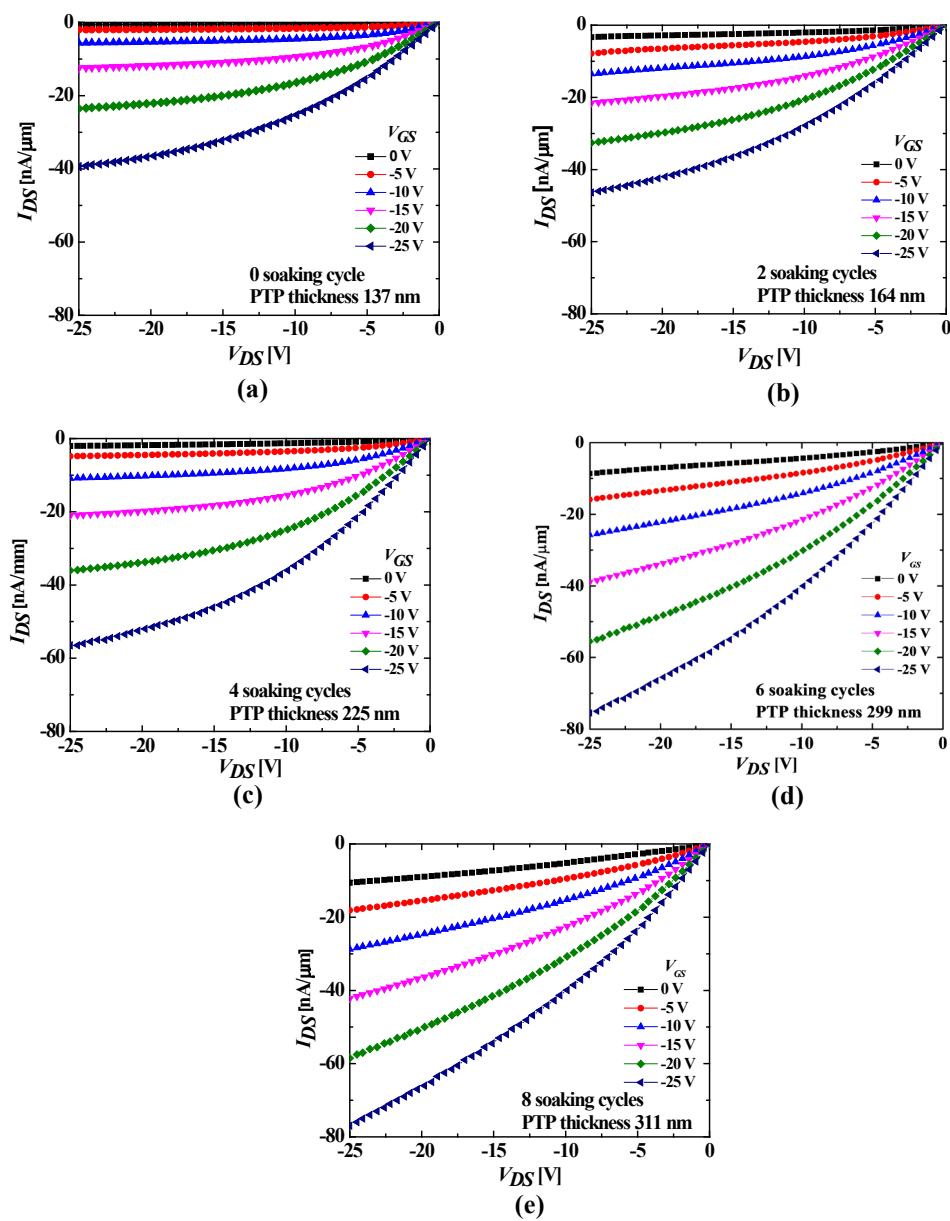 0
-20
-40
-60
-80
I_DS [nA/μm]
V_GS
0 V
-5 V
-10 V
-15 V
-20 V
-25 V
0 soaking cycle
PTP thickness 137 nm
-25 -20 -15 -10 -5 0
V_DS [V]
(a)
0
-20
-40
-60
-80
I_DS [nA/μm]
V_GS
0 V
-5 V
-10 V
-15 V
-20 V
-25 V
2 soaking cycles
PTP thickness 164 nm
-25 -20 -15 -10 -5 0
V_DS [V]
(b)
0
-20
-40
-60
-80
I_DS [nA/mm]
V_GS
0 V
-5 V
-10 V
-15 V
-20 V
-25 V
4 soaking cycles
PTP thickness 225 nm
-25 -20 -15 -10 -5 0
V_DS [V]
(c)
0
-20
-40
-60
-80
I_DS [nA/μm]
V_GS
0 V
-5 V
-10 V
-15 V
-20 V
-25 V
6 soaking cycles
PTP thickness 299 nm
-25 -20 -15 -10 -5 0
V_DS [V]
(d)
0
-20
-40
-60
-80
I_DS [nA/μm]
V_GS
0 V
-5 V
-10 V
-15 V
-20 V
-25 V
8 soaking cycles
PTP thickness 311 nm
-25 -20 -15 -10 -5 0
V_DS [V]
(e)